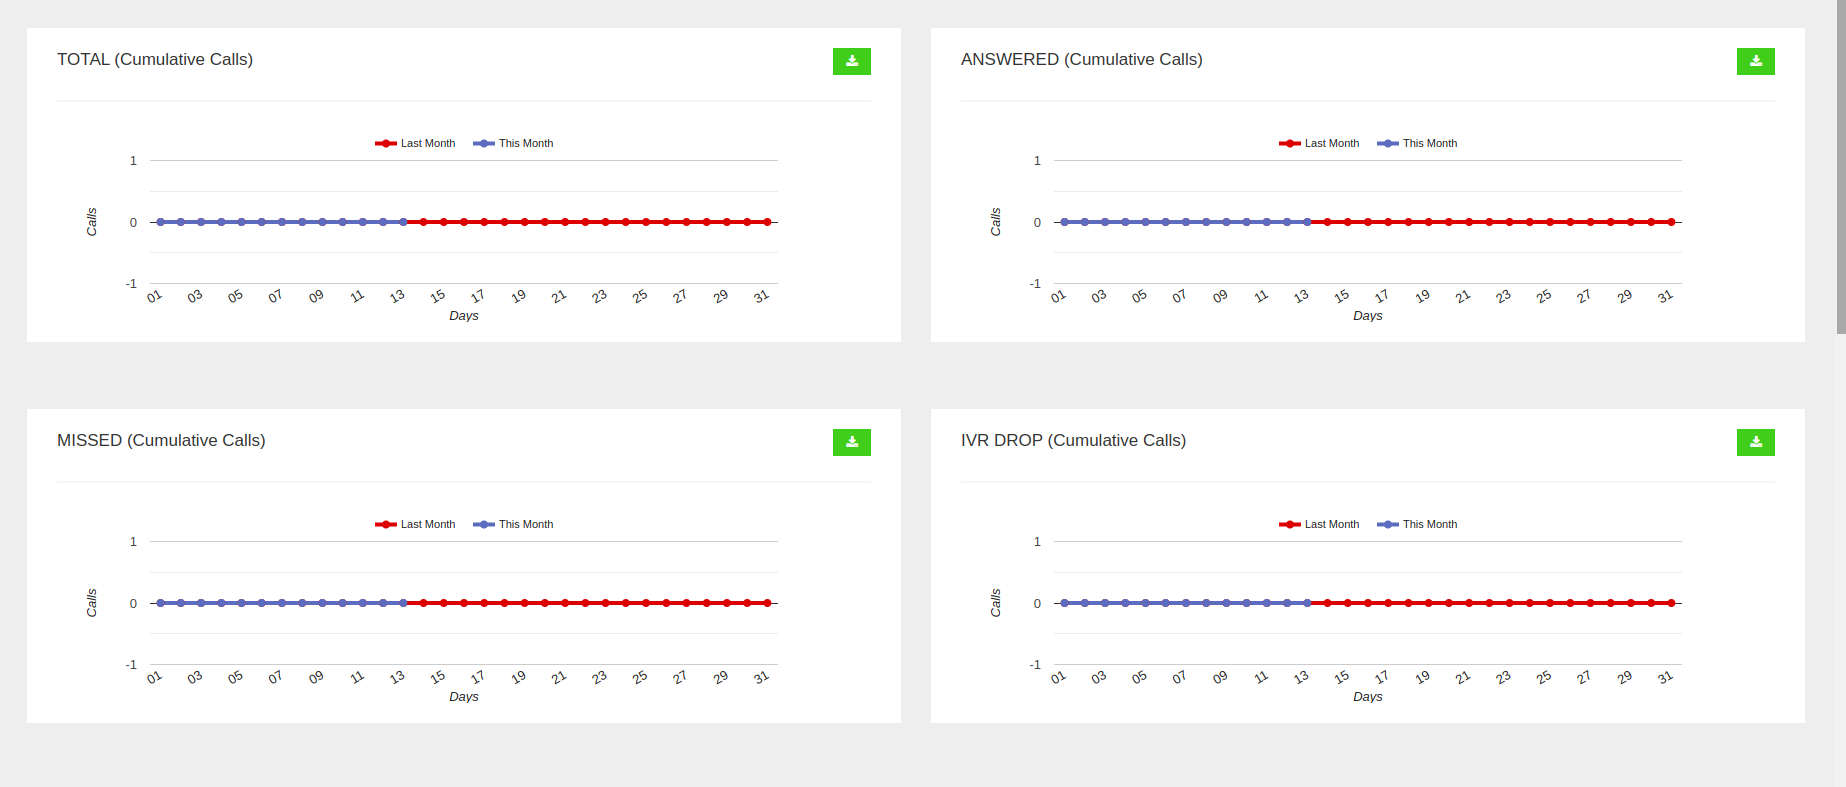 TOTAL (Cumulative Calls)
Last Month This Month
1
0
-1
Calls
01 03 05 07 09 11 13 15 17 19 21 23 25 27 29 31
Days
ANSWERED (Cumulative Calls)
Last Month This Month
1
0
-1
Calls
01 03 05 07 09 11 13 15 17 19 21 23 25 27 29 31
Days
MISSED (Cumulative Calls)
Last Month This Month
1
0
-1
Calls
01 03 05 07 09 11 13 15 17 19 21 23 25 27 29 31
Days
IVR DROP (Cumulative Calls)
Last Month This Month
1
0
-1
Calls
01 03 05 07 09 11 13 15 17 19 21 23 25 27 29 31
Days